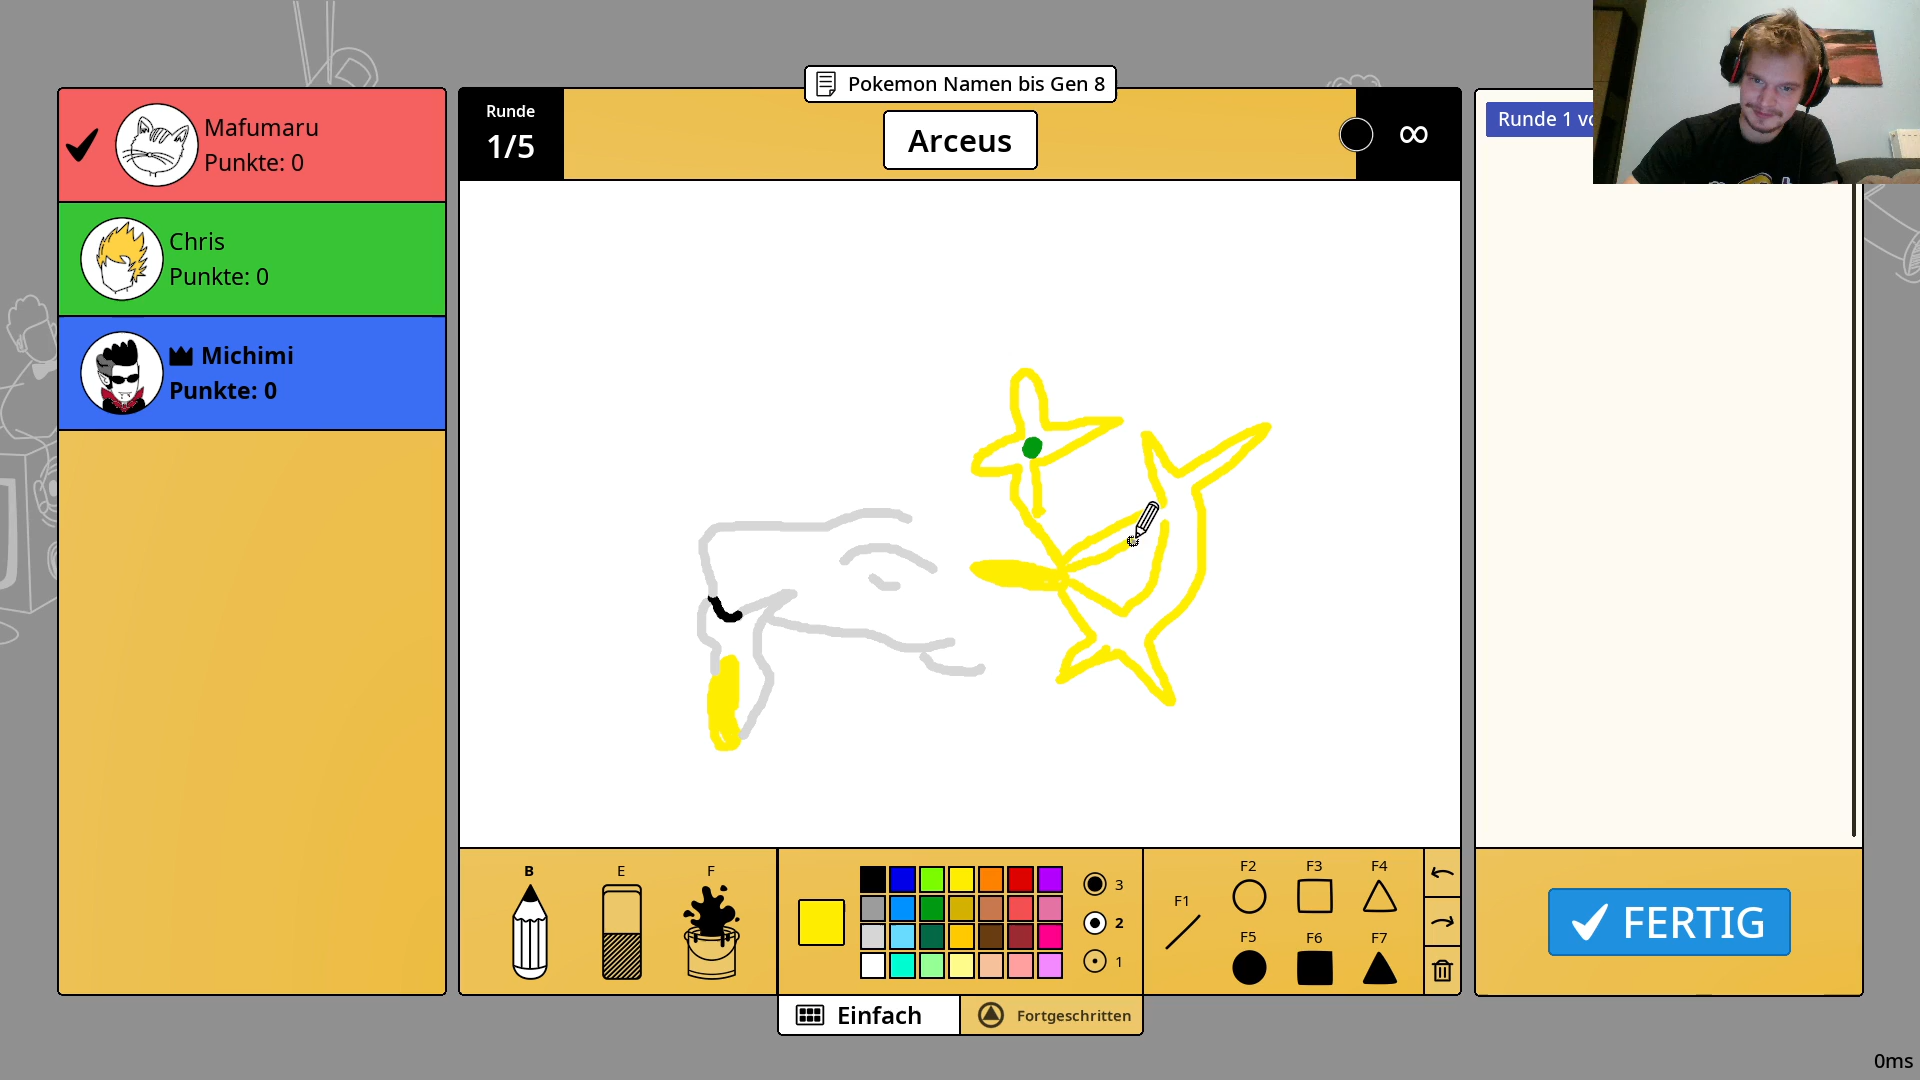 Pokemon Namen bis Gen 8
Runde
1/5
Arceus
∞
Mafumaru
Punkte: 0
Chris
Punkte: 0
Michimi
Punkte: 0
Runde 1
B
E
F
3
2
1
F1
F2
F3
F4
F5
F6
F7
FERTIG
Einfach
Fortgeschritten
0ms